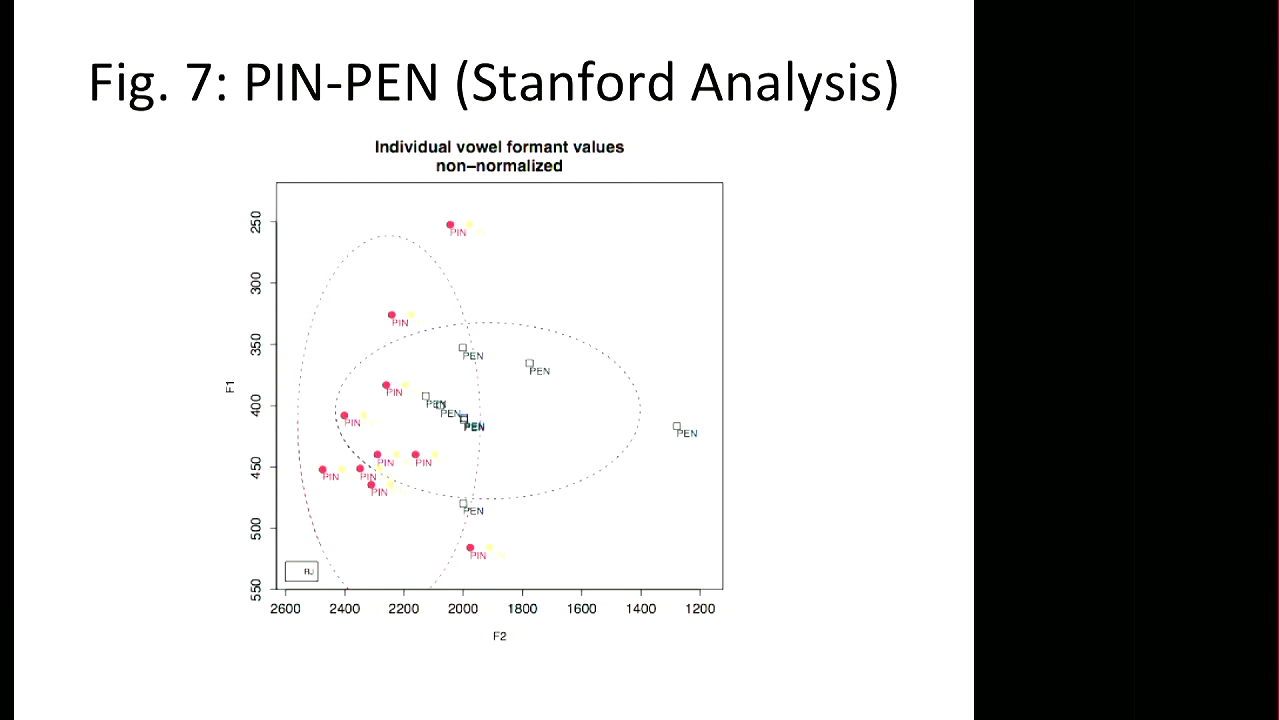 Fig. 7: PIN-PEN (Stanford Analysis)
Individual vowel formant values
non–normalized
250
PIN
300
PIN
350
PEN
PEN
F1
PIN
PEN
400
PEN
PIN
PEN
PEN
450
PIN
PIN
PIN
PIN
PIN
500
PEN
PIN
550
RJ
2600
2400
2200
2000
1800
1600
1400
1200
F2